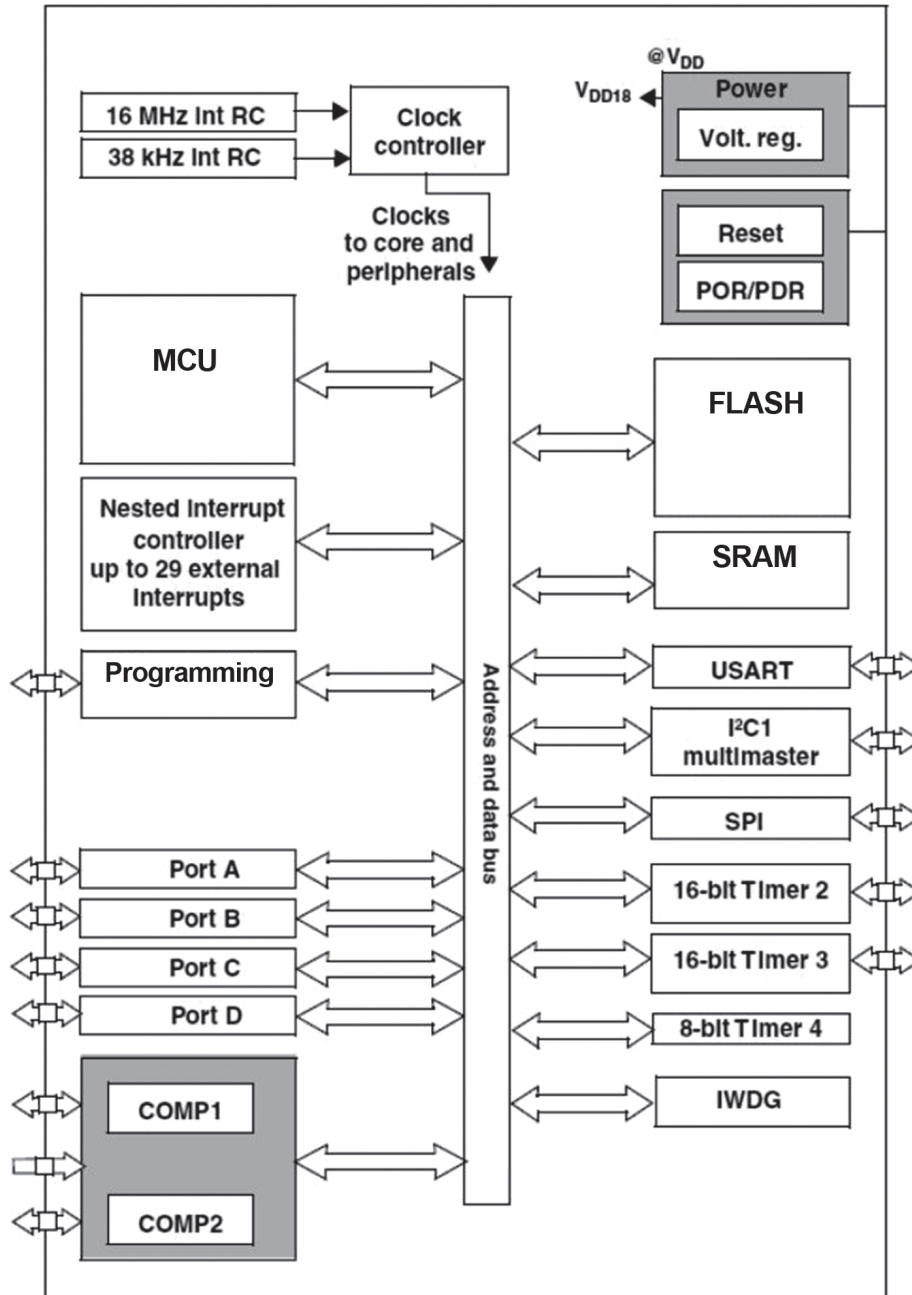 @VDD
VDD18
Power
Volt. reg.
16 MHz Int RC
38 kHz Int RC
Clock
controller
Clocks
to core and
peripherals
Reset
POR/PDR
MCU
Nested Interrupt
controller
up to 29 external
Interrupts
Programming
Port A
Port B
Port C
Port D
COMP1
COMP2
Address and data bus
FLASH
SRAM
USART
I²C1
multimaster
SPI
16-bit Timer 2
16-bit Timer 3
8-bit Timer 4
IWDG